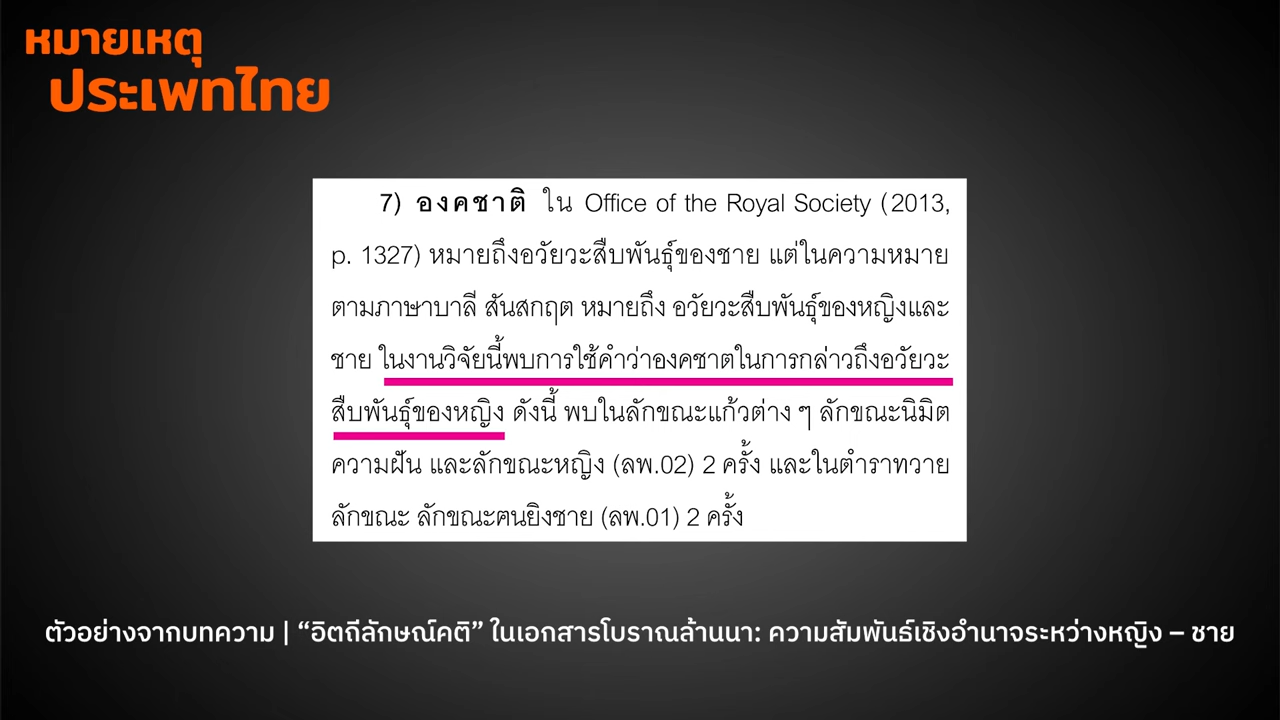 หมายเหตุ
ประเพทไทย
7) องคชาติ ใน Office of the Royal Society (2013,
p. 1327) หมายถึงอวัยวะสืบพันธุ์ของชาย แต่ในความหมาย
ตามภาษาบาลี สันสกฤต หมายถึง อวัยวะสืบพันธุ์ของหญิงและ
ชาย ในงานวิจัยนี้พบการใช้คำว่าองคชาตในการกล่าวถึงอวัยวะ
สืบพันธุ์ของหญิง ดังนี้ พบในลักขณะแก้วต่าง ๆ ลักขณะนิมิต
ความฝัน และลักขณะหญิง (ลพ.02) 2 ครั้ง และในตำราทวาย
ลักขณะ ลักขณะฅนยิงชาย (ลพ.01) 2 ครั้ง
ตัวอย่างจากบทความ | “อิตถีลักษณ์คติ” ในเอกสารโบราณล้านนา: ความสัมพันธ์เชิงอำนาจระหว่างหญิง – ชาย